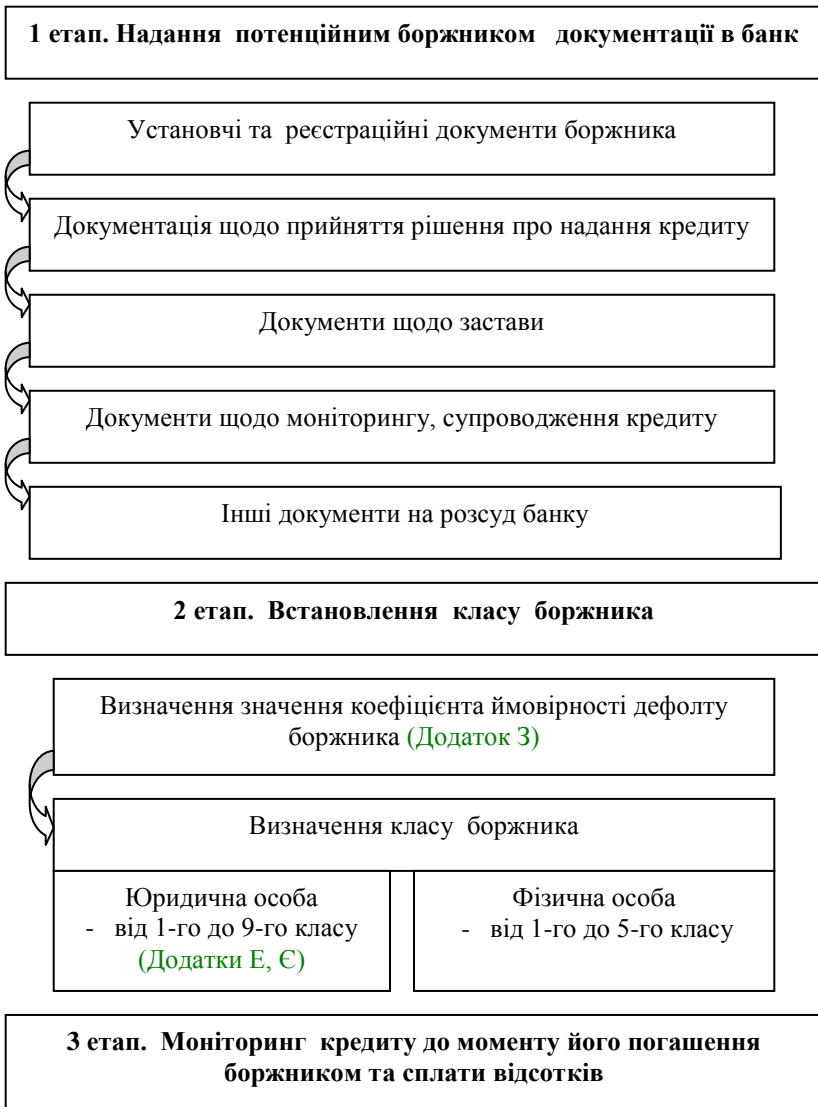 1 етап. Надання потенційним боржником документації в банк
Установчі та реєстраційні документи боржника
Документація щодо прийняття рішення про надання кредиту
Документи щодо застави
Документи щодо моніторингу, супроводження кредиту
Інші документи на розсуд банку
2 етап. Встановлення класу боржника
Визначення значення коефіцієнта ймовірності дефолту
боржника (Додаток З)
Визначення класу боржника
Юридична особа
- від 1-го до 9-го класу
(Додатки Е, Є)
Фізична особа
- від 1-го до 5-го класу
3 етап. Моніторинг кредиту до моменту його погашення
боржником та сплати відсотків